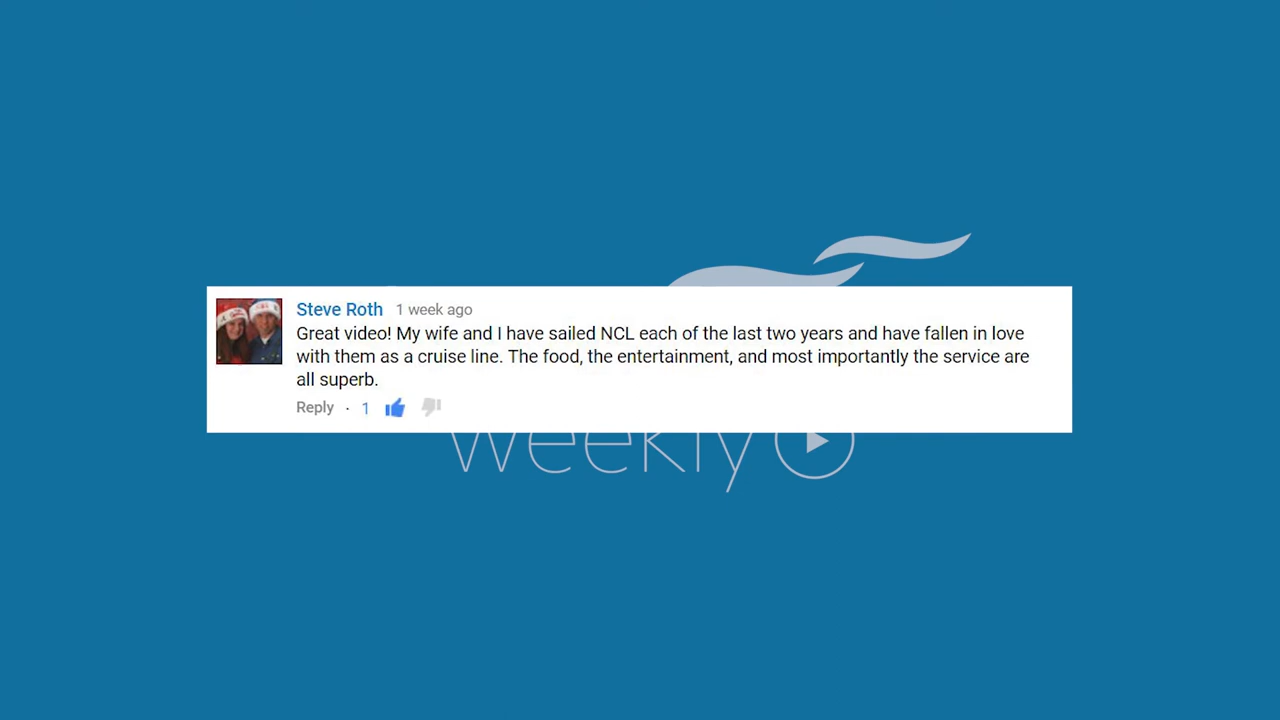 Steve Roth 1 week ago
Great video! My wife and I have sailed NCL each of the last two years and have fallen in love
with them as a cruise line. The food, the entertainment, and most importantly the service are
all superb.
Reply · 1
weekly